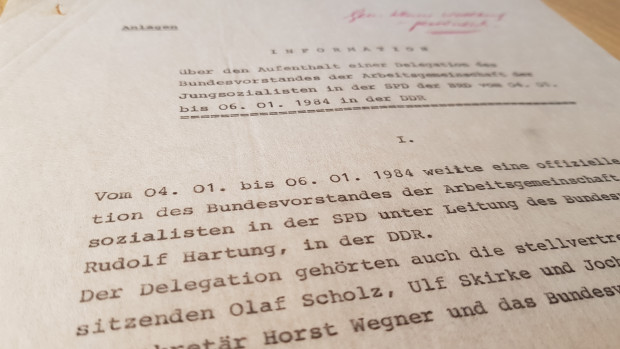 Anlagen
INFORMATION
über den Aufenthalt einer Delegation des
Bundesvorstandes der Arbeitsgemeinschaft der
Jungsozialisten in der SPD der BRD vom 04. 01.
bis 06. 01. 1984 in der DDR
I.
Vom 04. 01. bis 06. 01. 1984 weilte eine offizielle
tion des Bundesvorstandes der Arbeitsgemeinschaft
sozialisten in der SPD unter Leitung des Bundes
Rudolf Hartung, in der DDR.
Der Delegation gehörten auch die stellvertre
sitzenden Olaf Scholz, Ulf Skirke und Joch
kretär Horst Wegner und das Bundesv